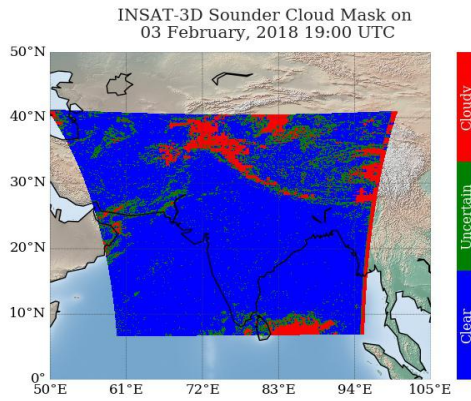 INSAT-3D Sounder Cloud Mask on
03 February, 2018 19:00 UTC
50°N
40°N
30°N
20°N
10°N
0°
50°E
61°E
72°E
83°E
94°E
105°E
Cloudy
Uncertain
Clear